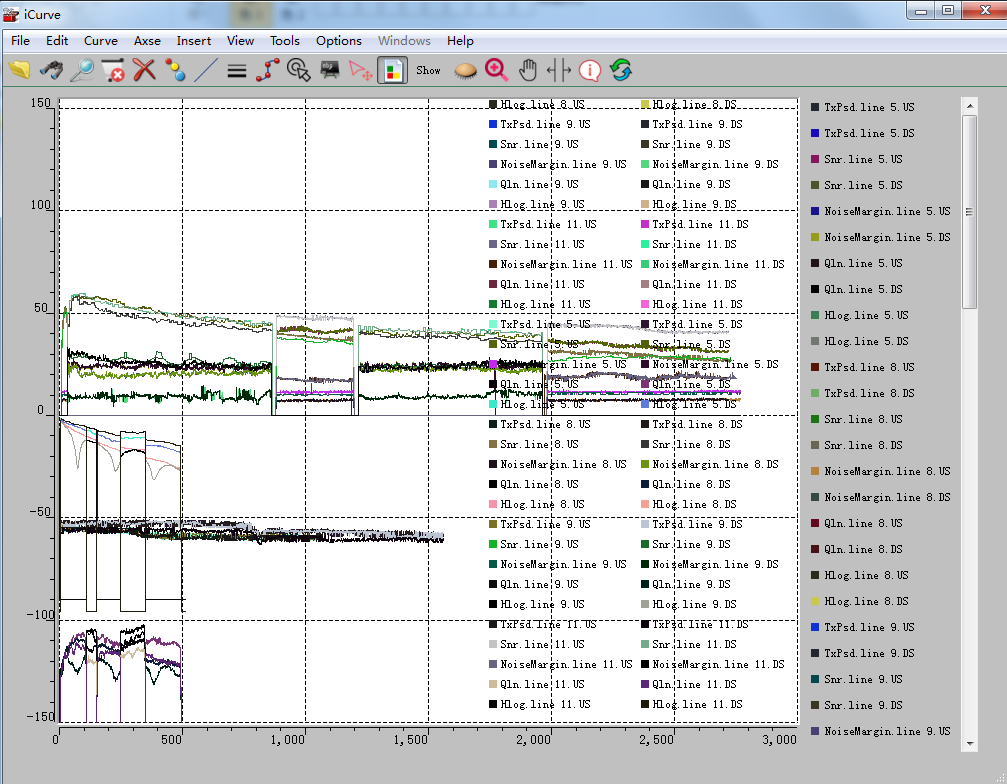 iCurve
File Edit Curve Axse Insert View Tools Options Windows Help
Show
150
100
50
0
-50
-100
-150
0 500 1,000 1,500 2,000 2,500 3,000
Hlog.line 8.US Hlog.line 8.DS
TxPsd.line 9.US TxPsd.line 9.DS
Snr.line 9.US Snr.line 9.DS
NoiseMargin.line 9.US NoiseMargin.line 9.DS
Qln.line 9.US Qln.line 9.DS
Hlog.line 9.US Hlog.line 9.DS
TxPsd.line 11.US TxPsd.line 11.DS
Snr.line 11.US Snr.line 11.DS
NoiseMargin.line 11.US NoiseMargin.line 11.DS
Qln.line 11.US Qln.line 11.DS
Hlog.line 11.US Hlog.line 11.DS
TxPsd.line 5.US TxPsd.line 5.DS
Snr.line 5.US Snr.line 5.DS
NoiseMargin.line 5.US NoiseMargin.line 5.DS
Qln.line 5.US Qln.line 5.DS
Hlog.line 5.US Hlog.line 5.DS
TxPsd.line 8.US TxPsd.line 8.DS
Snr.line 8.US Snr.line 8.DS
NoiseMargin.line 8.US NoiseMargin.line 8.DS
Qln.line 8.US Qln.line 8.DS
Hlog.line 8.US Hlog.line 8.DS
TxPsd.line 9.US TxPsd.line 9.DS
Snr.line 9.US Snr.line 9.DS
NoiseMargin.line 9.US NoiseMargin.line 9.DS
Qln.line 9.US Qln.line 9.DS
Hlog.line 9.US Hlog.line 9.DS
TxPsd.line 11.US TxPsd.line 11.DS
Snr.line 11.US Snr.line 11.DS
NoiseMargin.line 11.US NoiseMargin.line 11.DS
Qln.line 11.US Qln.line 11.DS
Hlog.line 11.US Hlog.line 11.DS
TxPsd.line 5.US
TxPsd.line 5.DS
Snr.line 5.US
Snr.line 5.DS
NoiseMargin.line 5.US
NoiseMargin.line 5.DS
Qln.line 5.US
Qln.line 5.DS
Hlog.line 5.US
Hlog.line 5.DS
TxPsd.line 8.US
TxPsd.line 8.DS
Snr.line 8.US
Snr.line 8.DS
NoiseMargin.line 8.US
NoiseMargin.line 8.DS
Qln.line 8.US
Qln.line 8.DS
Hlog.line 8.US
Hlog.line 8.DS
TxPsd.line 9.US
TxPsd.line 9.DS
Snr.line 9.US
Snr.line 9.DS
NoiseMargin.line 9.US